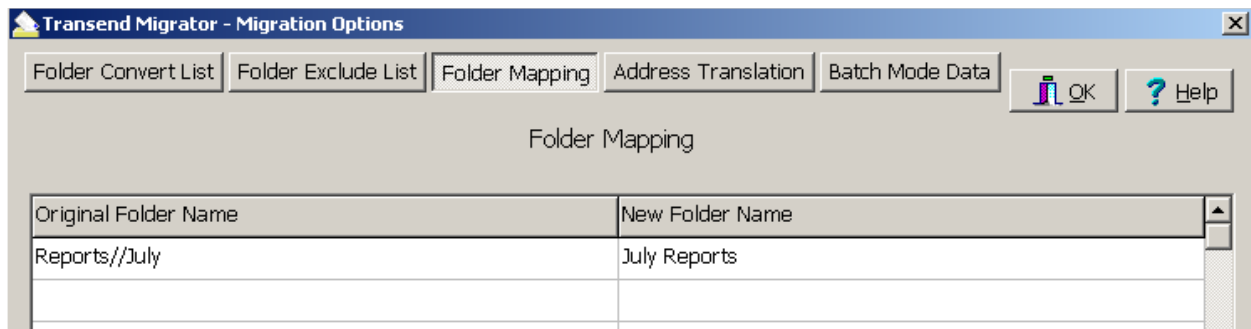 Transend Migrator - Migration Options
Folder Convert List Folder Exclude List Folder Mapping Address Translation Batch Mode Data OK Help
Folder Mapping
Original Folder Name New Folder Name
Reports//July July Reports